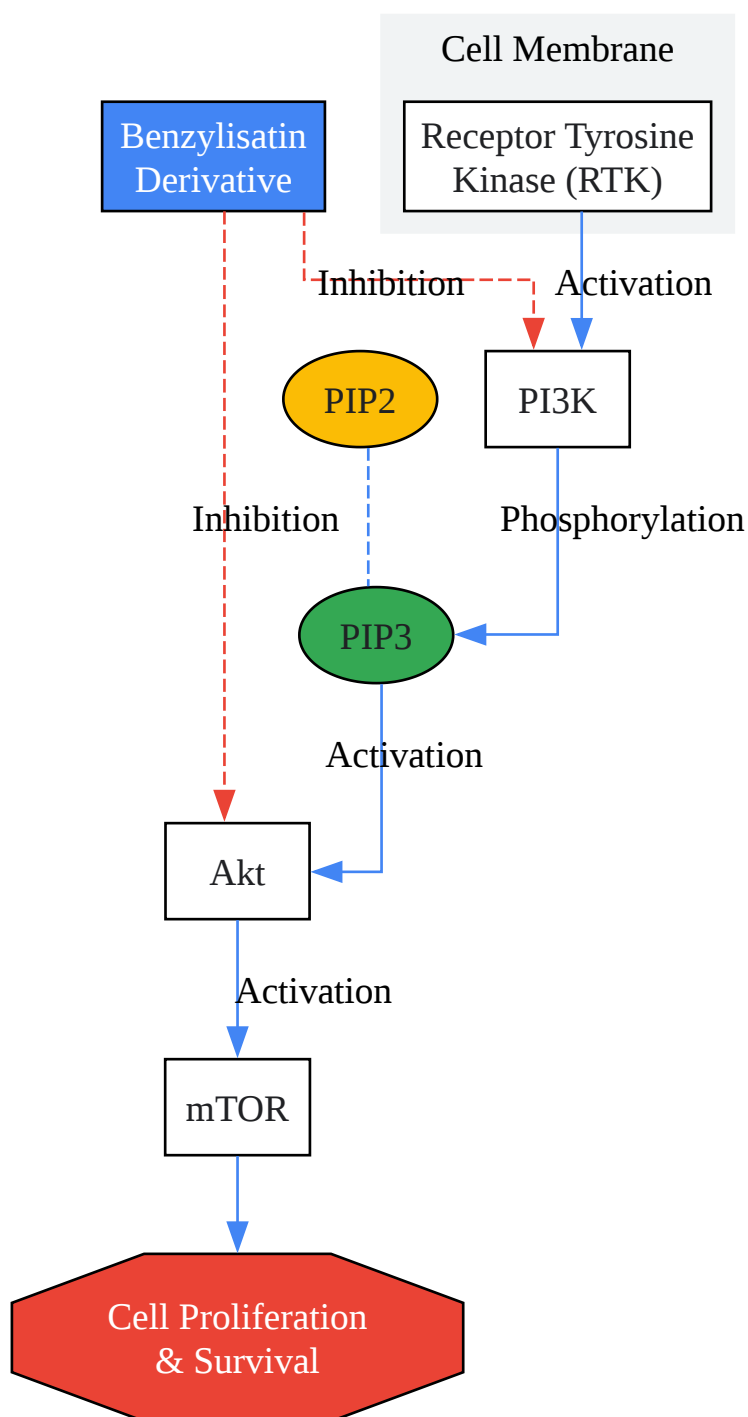 Cell Membrane
Benzylisatin
Derivative
Receptor Tyrosine
Kinase (RTK)
Inhibition
Activation
PIP2
PI3K
Inhibition
Phosphorylation
PIP3
Activation
Akt
Activation
mTOR
Cell Proliferation
& Survival